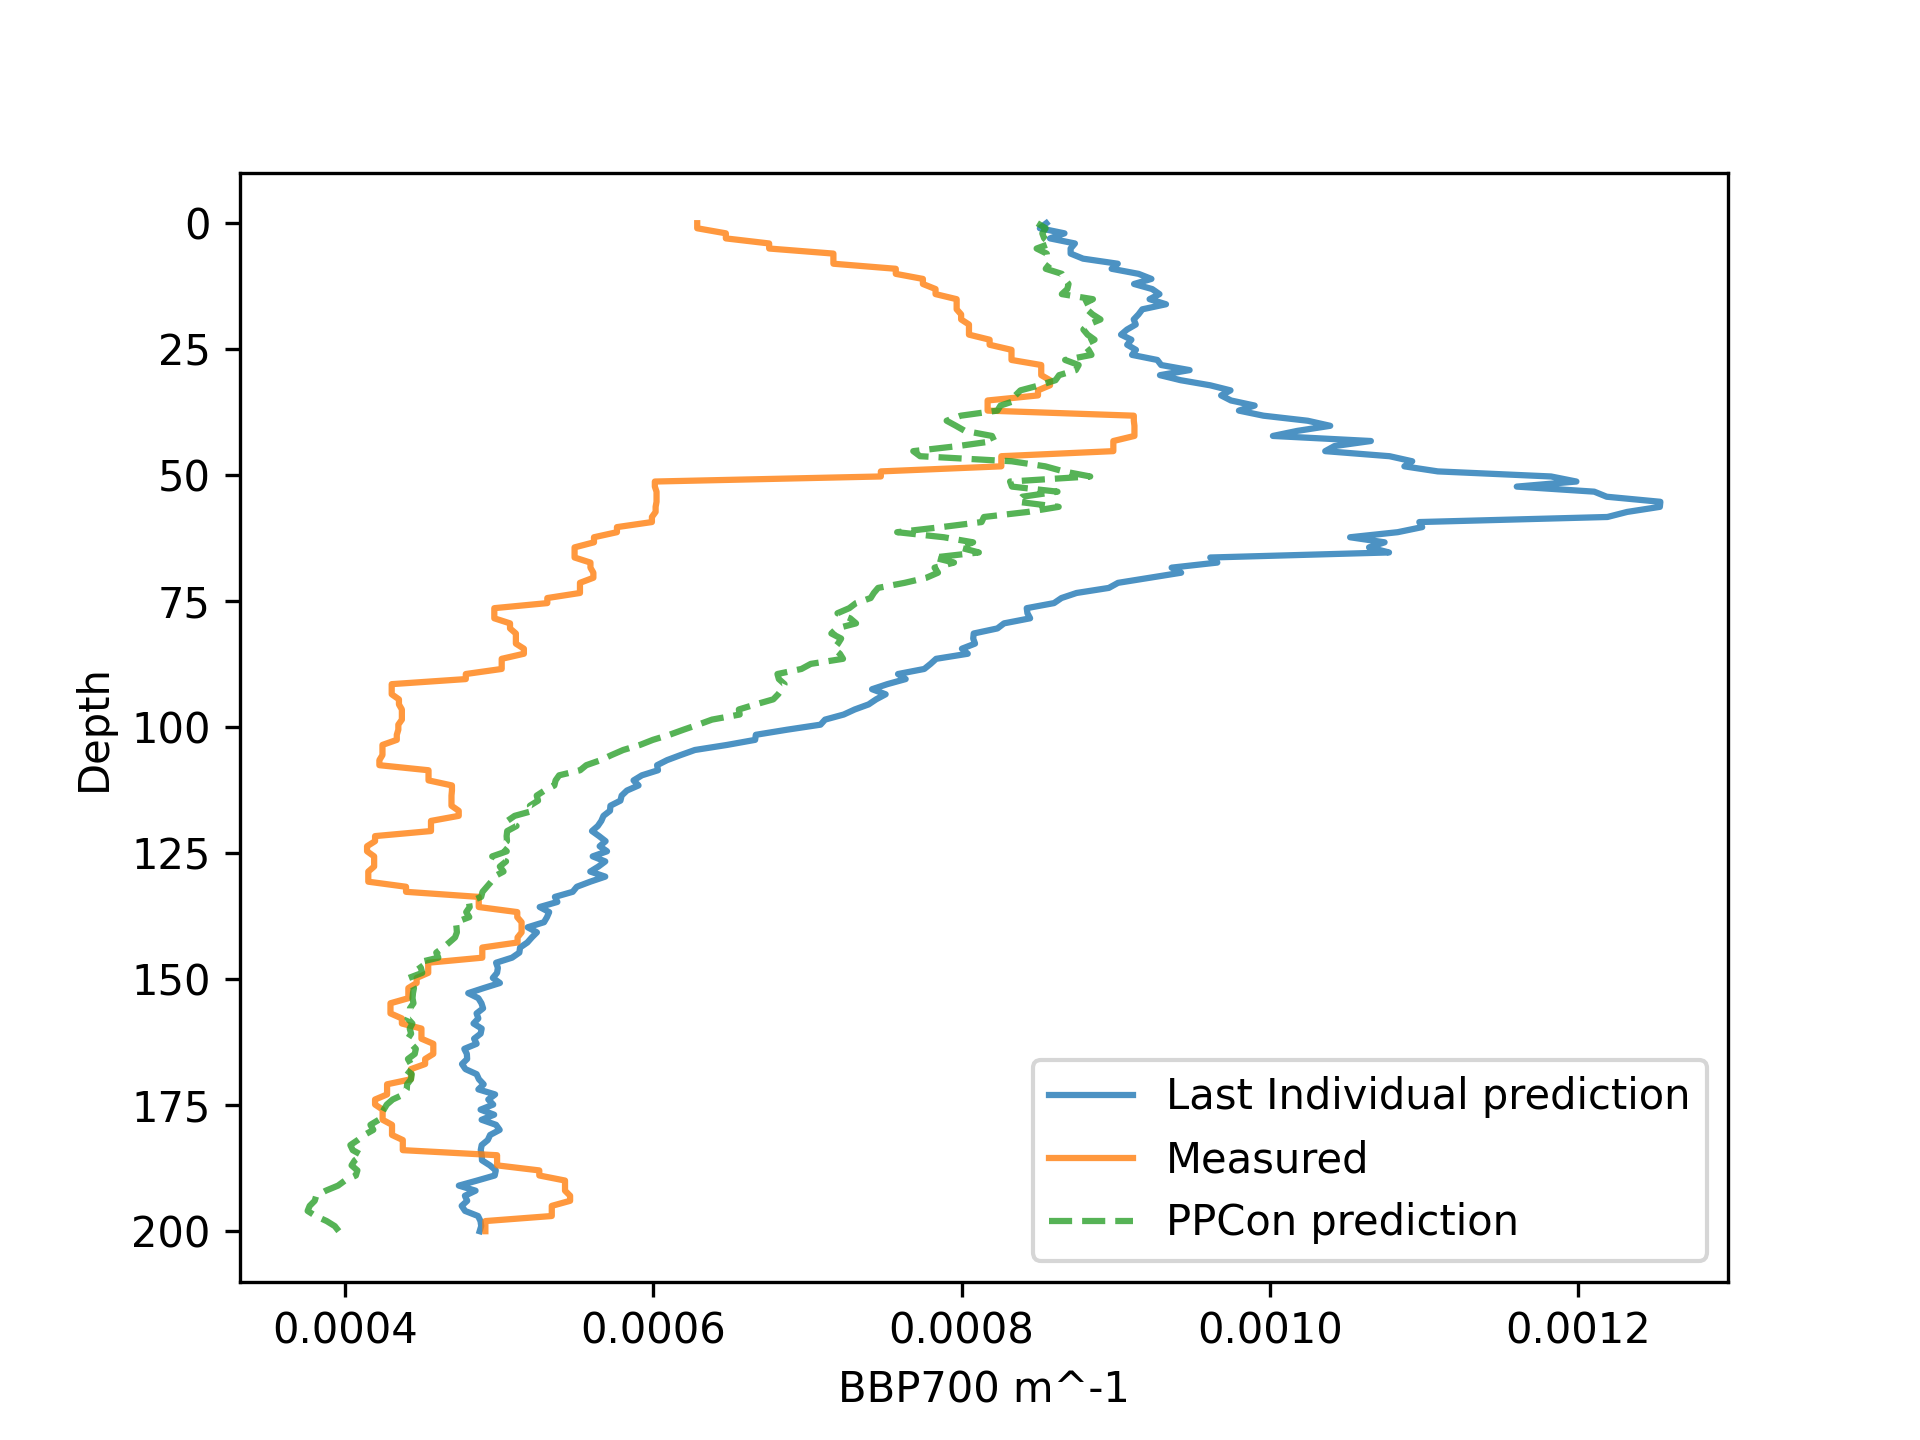 0
25
50
75
100
125
150
175
200
Depth
0.0004 0.0006 0.0008 0.0010 0.0012
BBP700 m^-1
Last Individual prediction
Measured
PPCon prediction